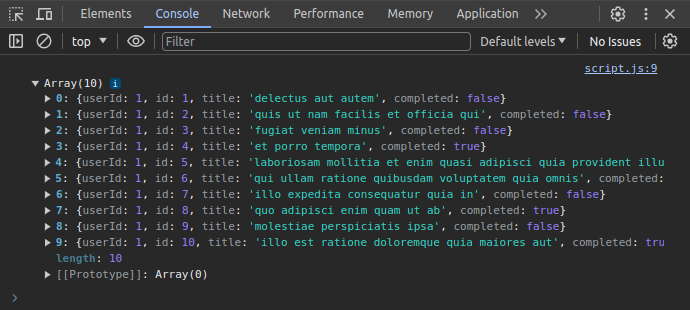 Elements Console Network Performance Memory Application
top Filter Default levels No Issues
script.js:9
Array(10) i
0: {userId: 1, id: 1, title: 'delectus aut autem', completed: false}
1: {userId: 1, id: 2, title: 'quis ut nam facilis et officia qui', completed: false}
2: {userId: 1, id: 3, title: 'fugiat veniam minus', completed: false}
3: {userId: 1, id: 4, title: 'et porro tempora', completed: true}
4: {userId: 1, id: 5, title: 'laboriosam mollitia et enim quasi adipisci quia provident illu
5: {userId: 1, id: 6, title: 'qui ullam ratione quibusdam voluptatem quia omnis', completed:
6: {userId: 1, id: 7, title: 'illo expedita consequatur quia in', completed: false}
7: {userId: 1, id: 8, title: 'quo adipisci enim quam ut ab', completed: true}
8: {userId: 1, id: 9, title: 'molestiae perspiciatis ipsa', completed: false}
9: {userId: 1, id: 10, title: 'illo est ratione doloremque quia maiores aut', completed: tru
length: 10
[[Prototype]]: Array(0)